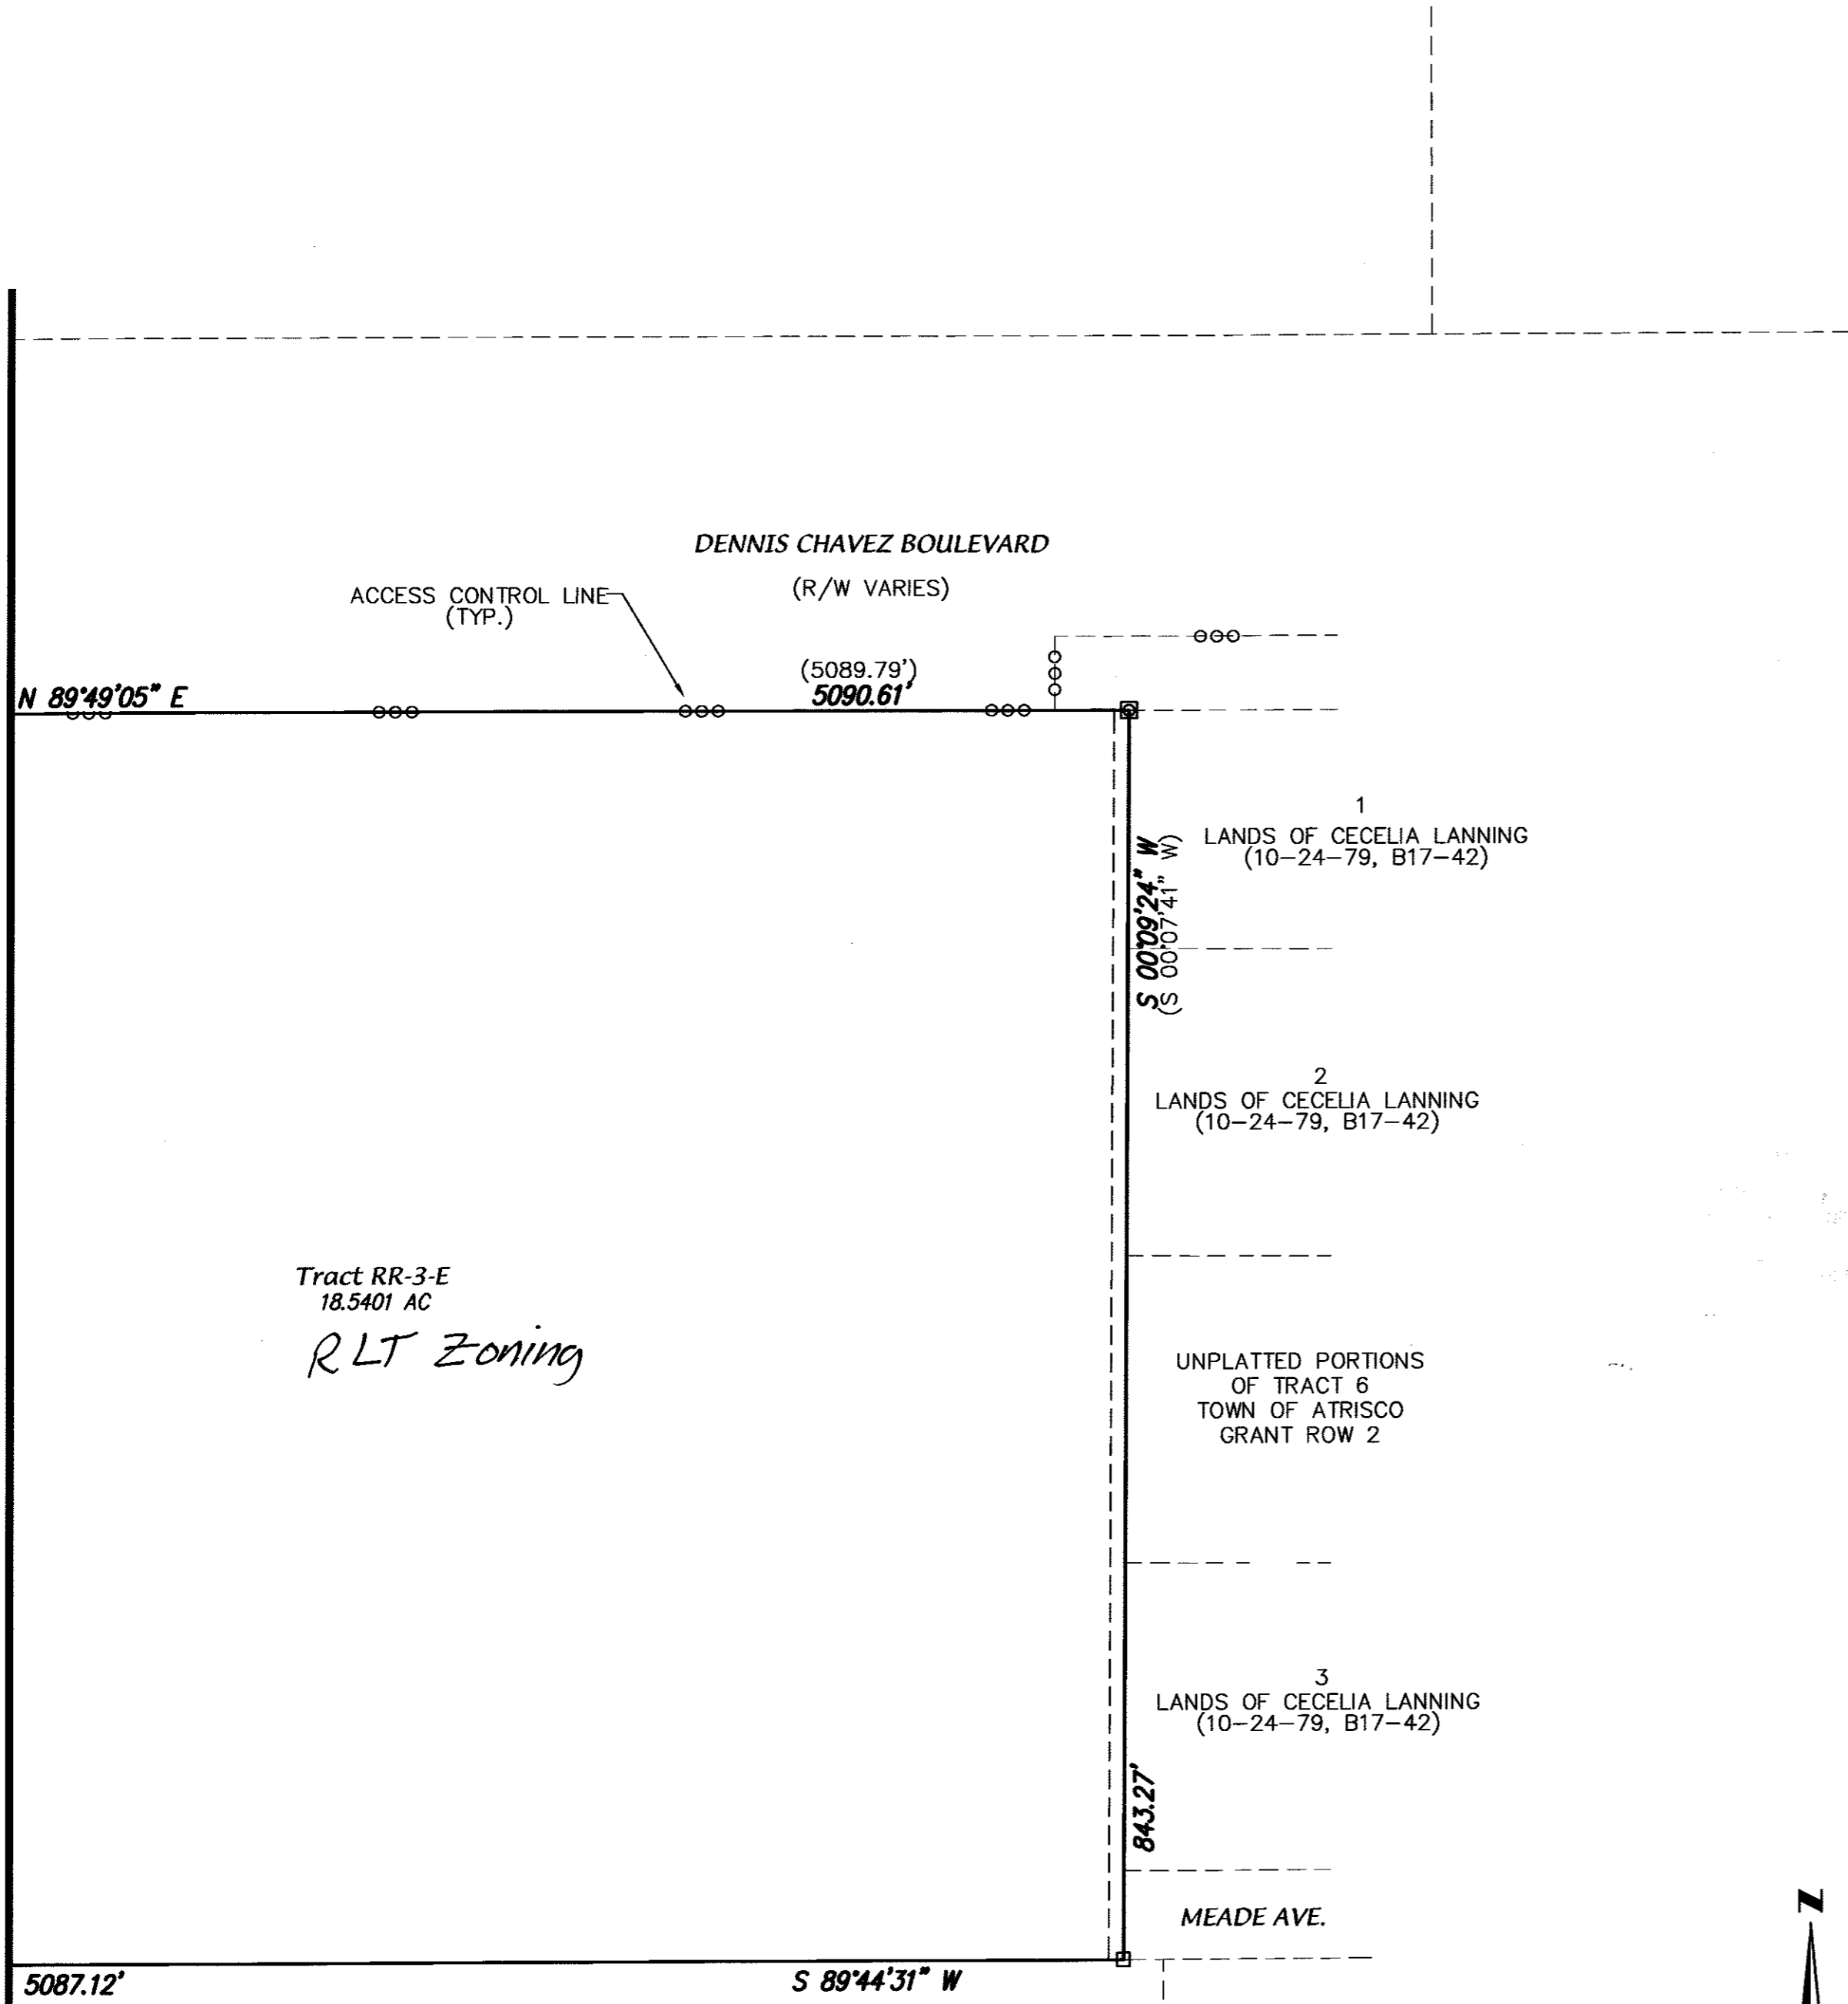 DENNIS CHAVEZ BOULEVARD
(R/W VARIES)
ACCESS CONTROL LINE
(TYP.)
(5089.79')
5090.61'
N 89°49'05" E
1
LANDS OF CECELIA LANNING
(10-24-79, B17-42)
S 00°09'24" W
(S 00°07'41" W)
2
LANDS OF CECELIA LANNING
(10-24-79, B17-42)
Tract RR-3-E
18.5401 AC
RLT Zoning
UNPLATTED PORTIONS
OF TRACT 6
TOWN OF ATRISCO
GRANT ROW 2
3
LANDS OF CECELIA LANNING
(10-24-79, B17-42)
843.27'
MEADE AVE.
N
5087.12'
S 89°44'31" W